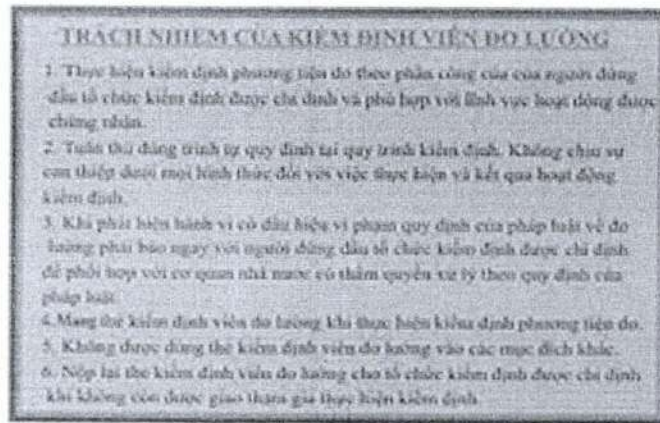 TRÁCH NHIỆM CỦA KIỂM ĐỊNH VIÊN ĐO LƯỜNG
1. Thực hiện kiểm định phương tiện đo theo phân công của của người đứng
đầu tổ chức kiểm định được chỉ định và phù hợp với lĩnh vực hoạt động được
chứng nhận.
2. Tuân thủ đúng trình tự quy định tại quy trình kiểm định. Không chịu sự
can thiệp dưới mọi hình thức đối với việc thực hiện và kết quả hoạt động
kiểm định.
3. Khi phát hiện hành vi có dấu hiệu vi phạm quy định của pháp luật về đo
lường phải báo ngay với người đứng đầu tổ chức kiểm định được chỉ định
để phối hợp với cơ quan nhà nước có thẩm quyền xử lý theo quy định của
pháp luật.
4. Mang thẻ kiểm định viên đo lường khi thực hiện kiểm định phương tiện đo.
5. Không được dùng thẻ kiểm định viên đo lường vào các mục đích khác.
6. Nộp lại thẻ kiểm định viên đo lường cho tổ chức kiểm định được chỉ định
khi không còn được giao tham gia thực hiện kiểm định.